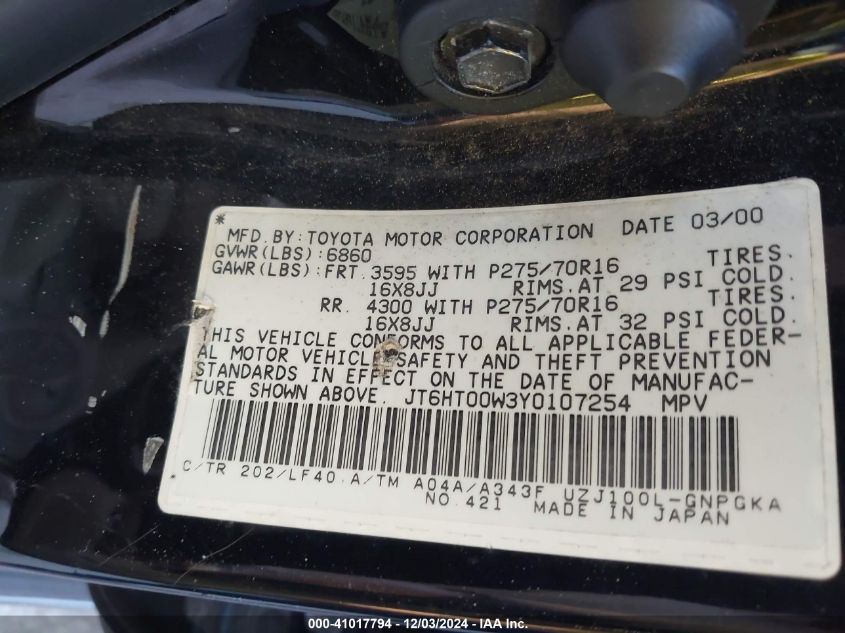 * MFD.BY:TOYOTA MOTOR CORPORATION DATE 03/00
GVWR(LBS):6860
GAWR(LBS):FRT. 3595 WITH P275/70R16 TIRES.
16X8JJ RIMS.AT 29 PSI COLD.
RR. 4300 WITH P275/70R16 TIRES.
16X8JJ RIMS.AT 32 PSI COLD.
THIS VEHICLE CONFORMS TO ALL APPLICABLE FEDER-
AL MOTOR VEHICLE SAFETY AND THEFT PREVENTION
STANDARDS IN EFFECT ON THE DATE OF MANUFAC-
TURE SHOWN ABOVE. JT6HT00W3Y0107254 MPV
C/TR 202/LF40 A/TM A04A/A343F UZJ100L-GNPGKA
NO.421 MADE IN JAPAN
000-41017794 - 12/03/2024 - IAA Inc.